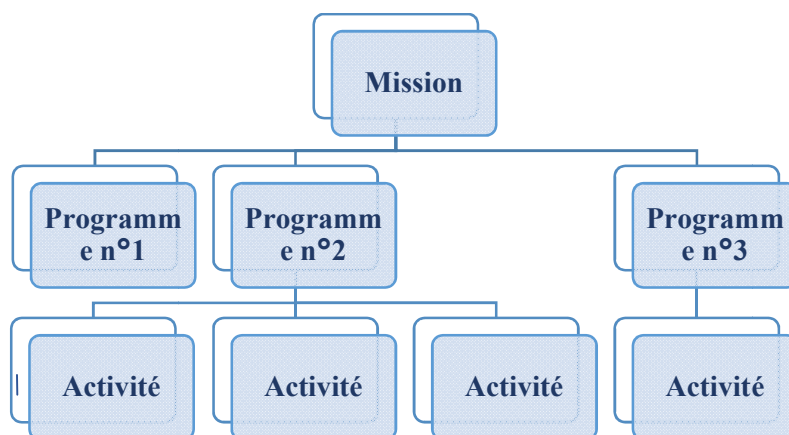 Mission
Programm
e n°1
Programm
e n°2
Programm
e n°3
Activité
Activité
Activité
Activité